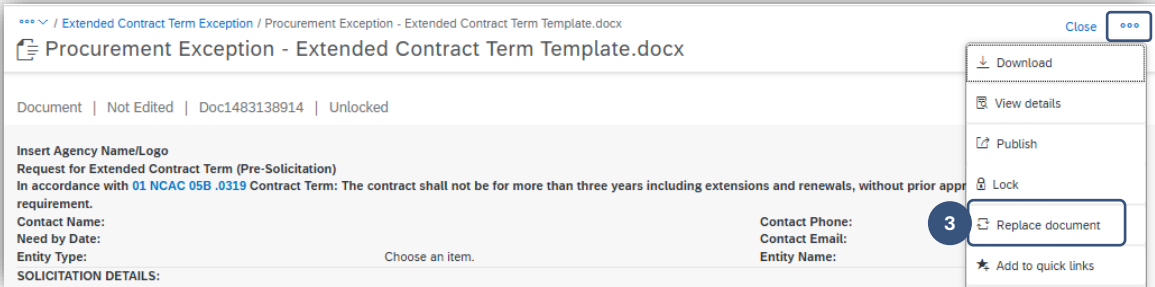 / Extended Contract Term Exception / Procurement Exception - Extended Contract Term Template.docx
Close
Procurement Exception - Extended Contract Term Template.docx
Download
View details
Document | Not Edited | Doc1483138914 | Unlocked
Publish
Insert Agency Name/Logo
Request for Extended Contract Term (Pre-Solicitation)
In accordance with 01 NCAC 05B .0319 Contract Term: The contract shall not be for more than three years including extensions and renewals, without prior appr
Lock
requirement.
Contact Name: Contact Phone:
3 Replace document
Need by Date: Contact Email:
Entity Type: Choose an item. Entity Name:
Add to quick links
SOLICITATION DETAILS: